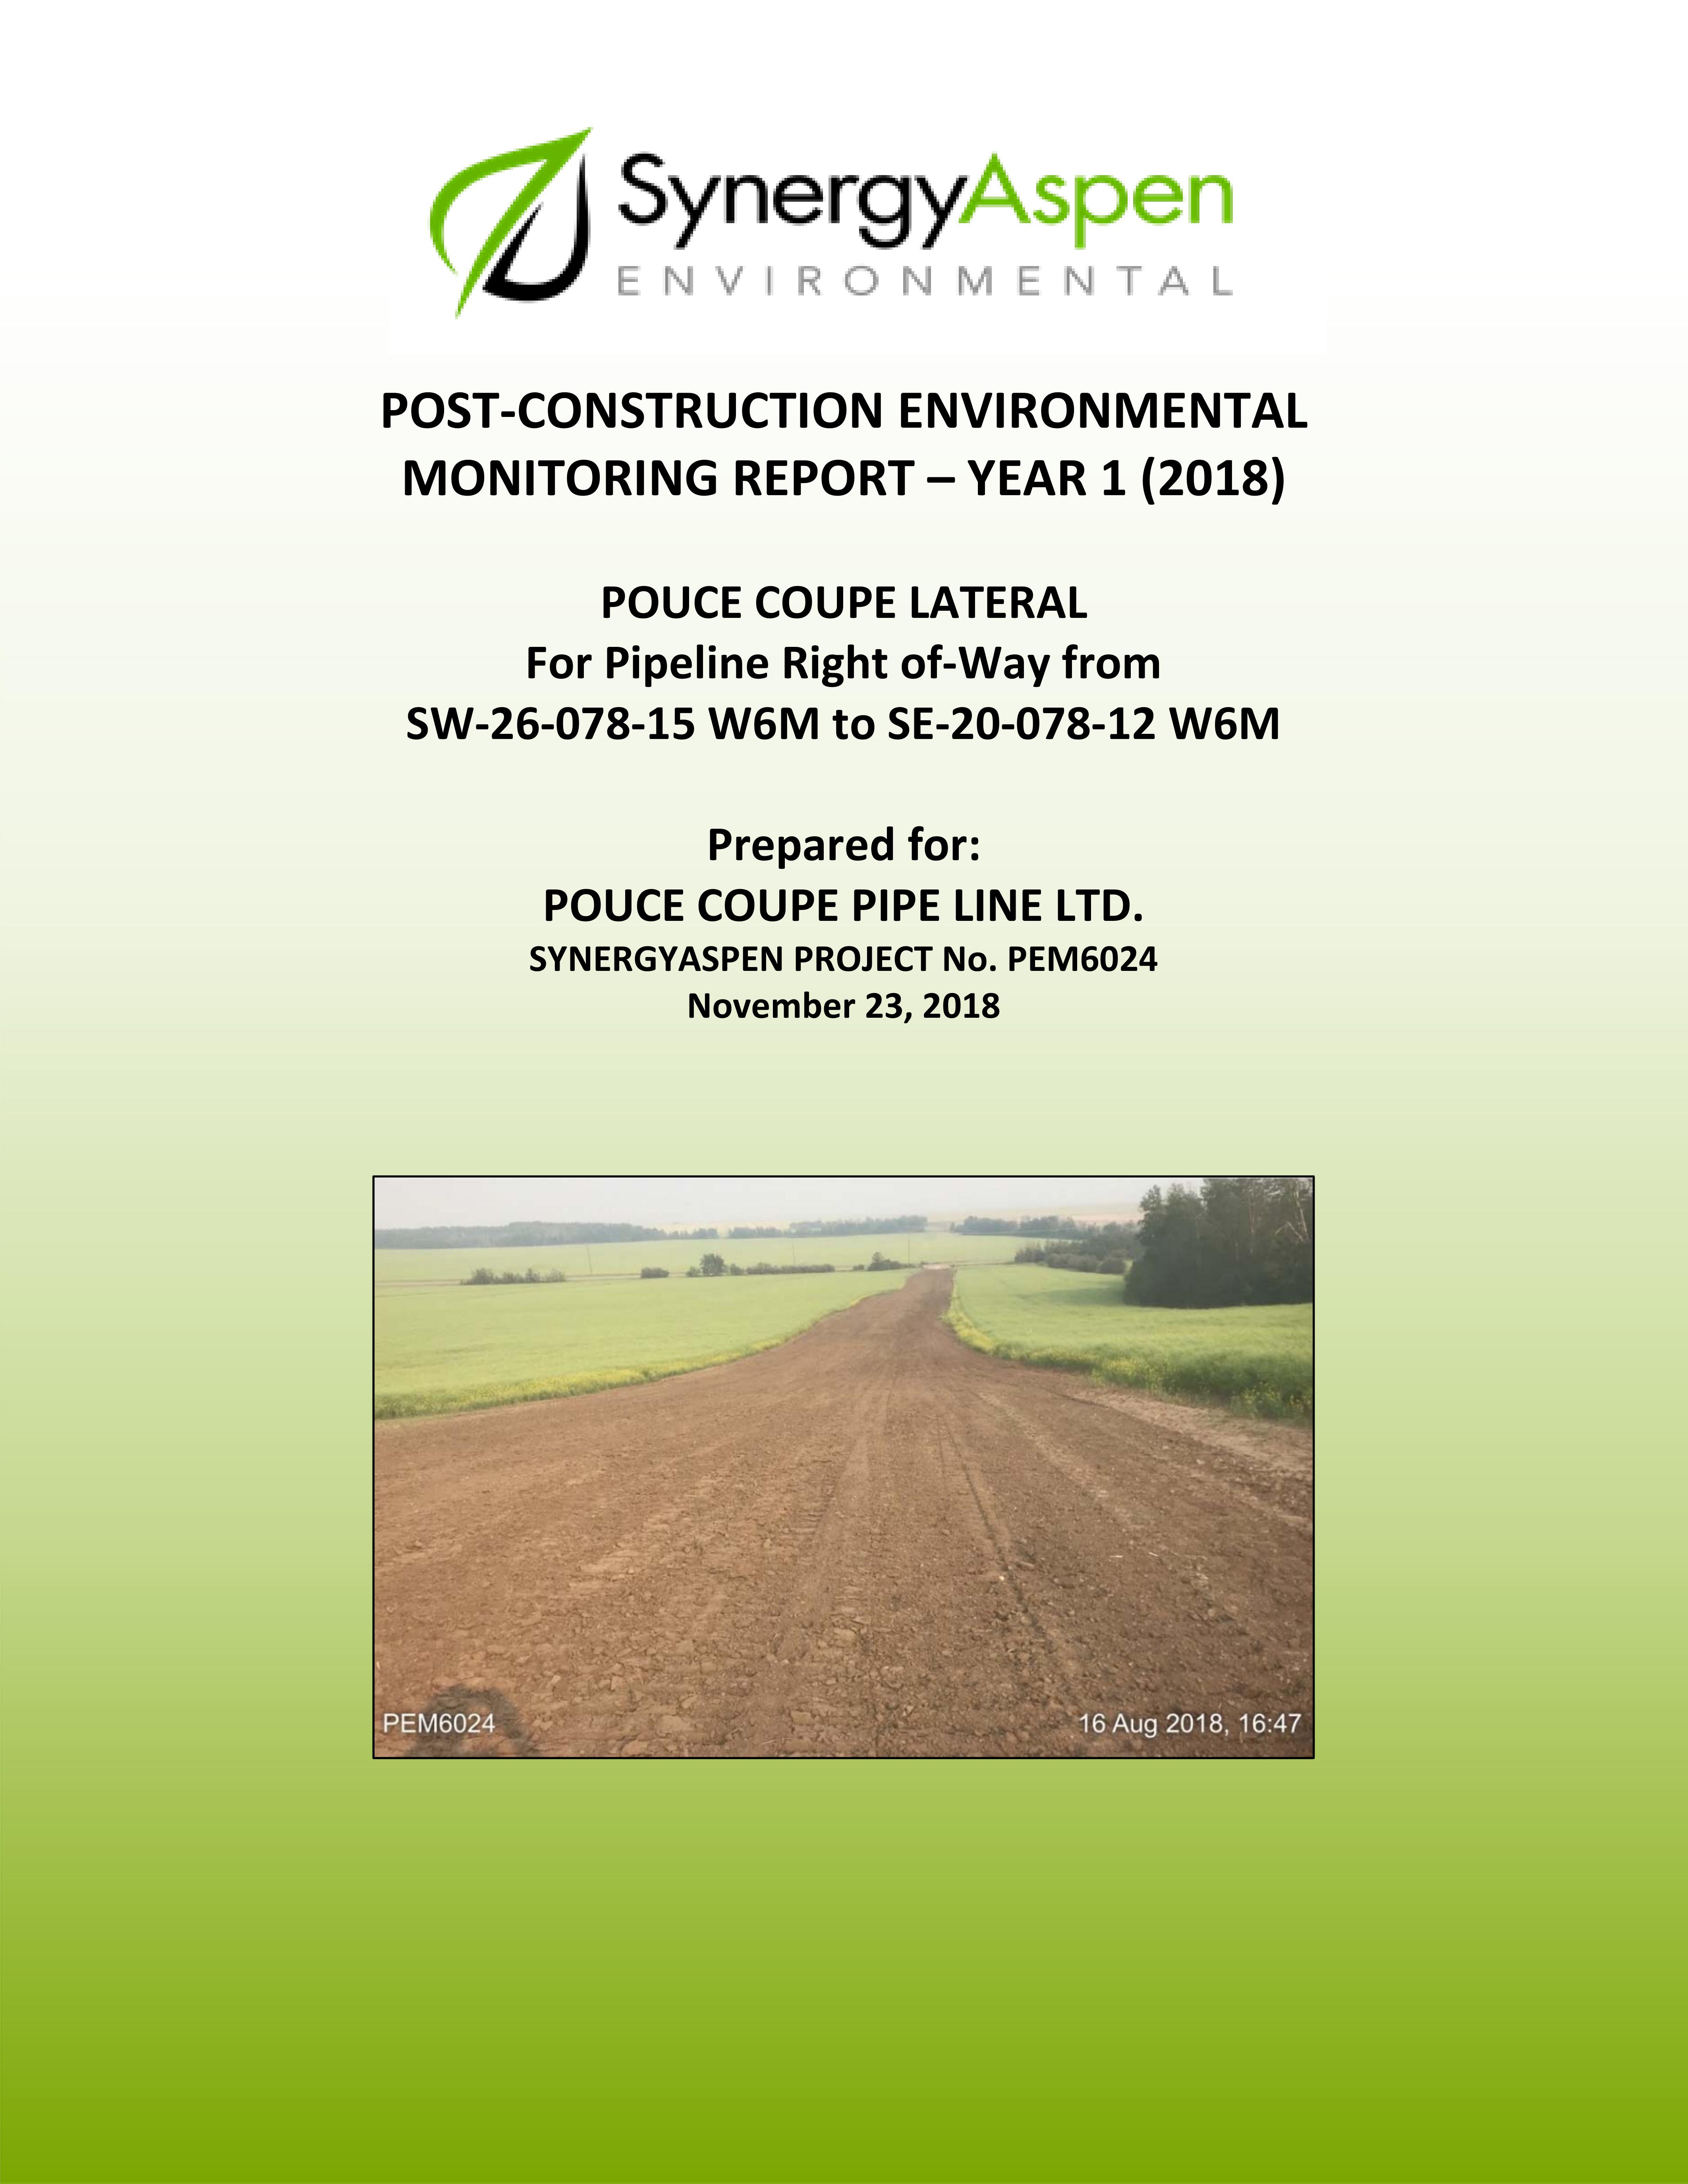 SynergyAspen
ENVIRONMENTAL
POST-CONSTRUCTION ENVIRONMENTAL
MONITORING REPORT – YEAR 1 (2018)
POUCE COUPE LATERAL
For Pipeline Right of-Way from
SW-26-078-15 W6M to SE-20-078-12 W6M
Prepared for:
POUCE COUPE PIPE LINE LTD.
SYNERGYASPEN PROJECT No. PEM6024
November 23, 2018
PEM6024
16 Aug 2018, 16:47